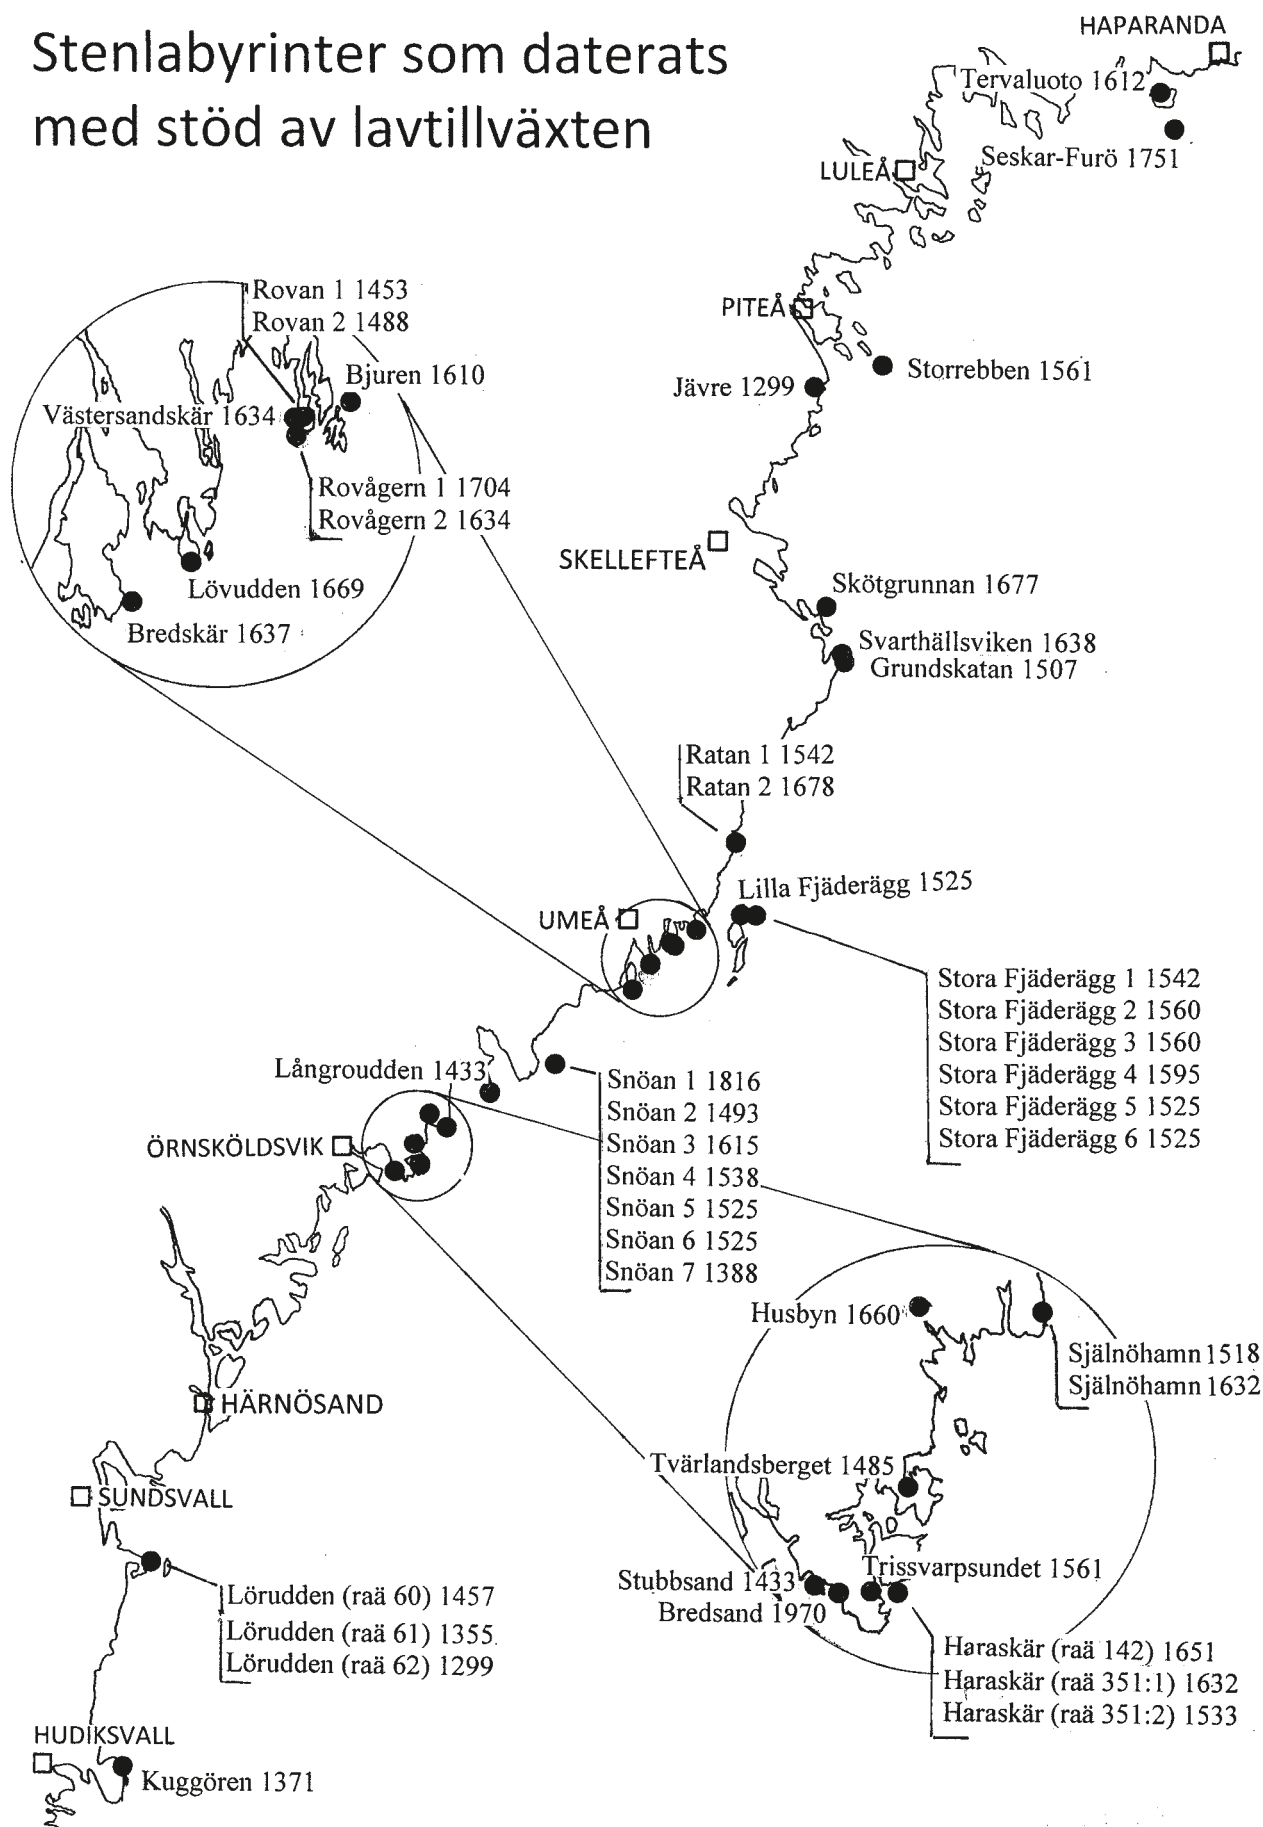 Stenlabyrinter som daterats
med stöd av lavtillväxten
HAPARANDA
Tervaluoto 1612
Seskar-Furö 1751
LULEÅ
PITEÅ
Storrebben 1561
Jävre 1299
Rovan 1 1453
Rovan 2 1488
Bjuren 1610
Västersandskär 1634
Rovågern 1 1704
Rovågern 2 1634
Lövudden 1669
Bredskär 1637
SKELLEFTEÅ
Skötgrunnan 1677
Svarthällsviken 1638
Grundskatan 1507
Ratan 1 1542
Ratan 2 1678
Lilla Fjäderägg 1525
UMEÅ
Stora Fjäderägg 1 1542
Stora Fjäderägg 2 1560
Stora Fjäderägg 3 1560
Stora Fjäderägg 4 1595
Stora Fjäderägg 5 1525
Stora Fjäderägg 6 1525
Långroudden 1433
Snöan 1 1816
Snöan 2 1493
Snöan 3 1615
Snöan 4 1538
Snöan 5 1525
Snöan 6 1525
Snöan 7 1388
ÖRNSKÖLDSVIK
Husbyn 1660
Själnöhamn 1518
Själnöhamn 1632
HÄRNÖSAND
Tvärlandsberget 1485
SUNDSVALL
Trissvarpsundet 1561
Stubbsand 1433
Bredsand 1970
Lörudden (raä 60) 1457
Lörudden (raä 61) 1355
Lörudden (raä 62) 1299
Haraskär (raä 142) 1651
Haraskär (raä 351:1) 1632
Haraskär (raä 351:2) 1533
HUDIKSVALL
Kuggören 1371